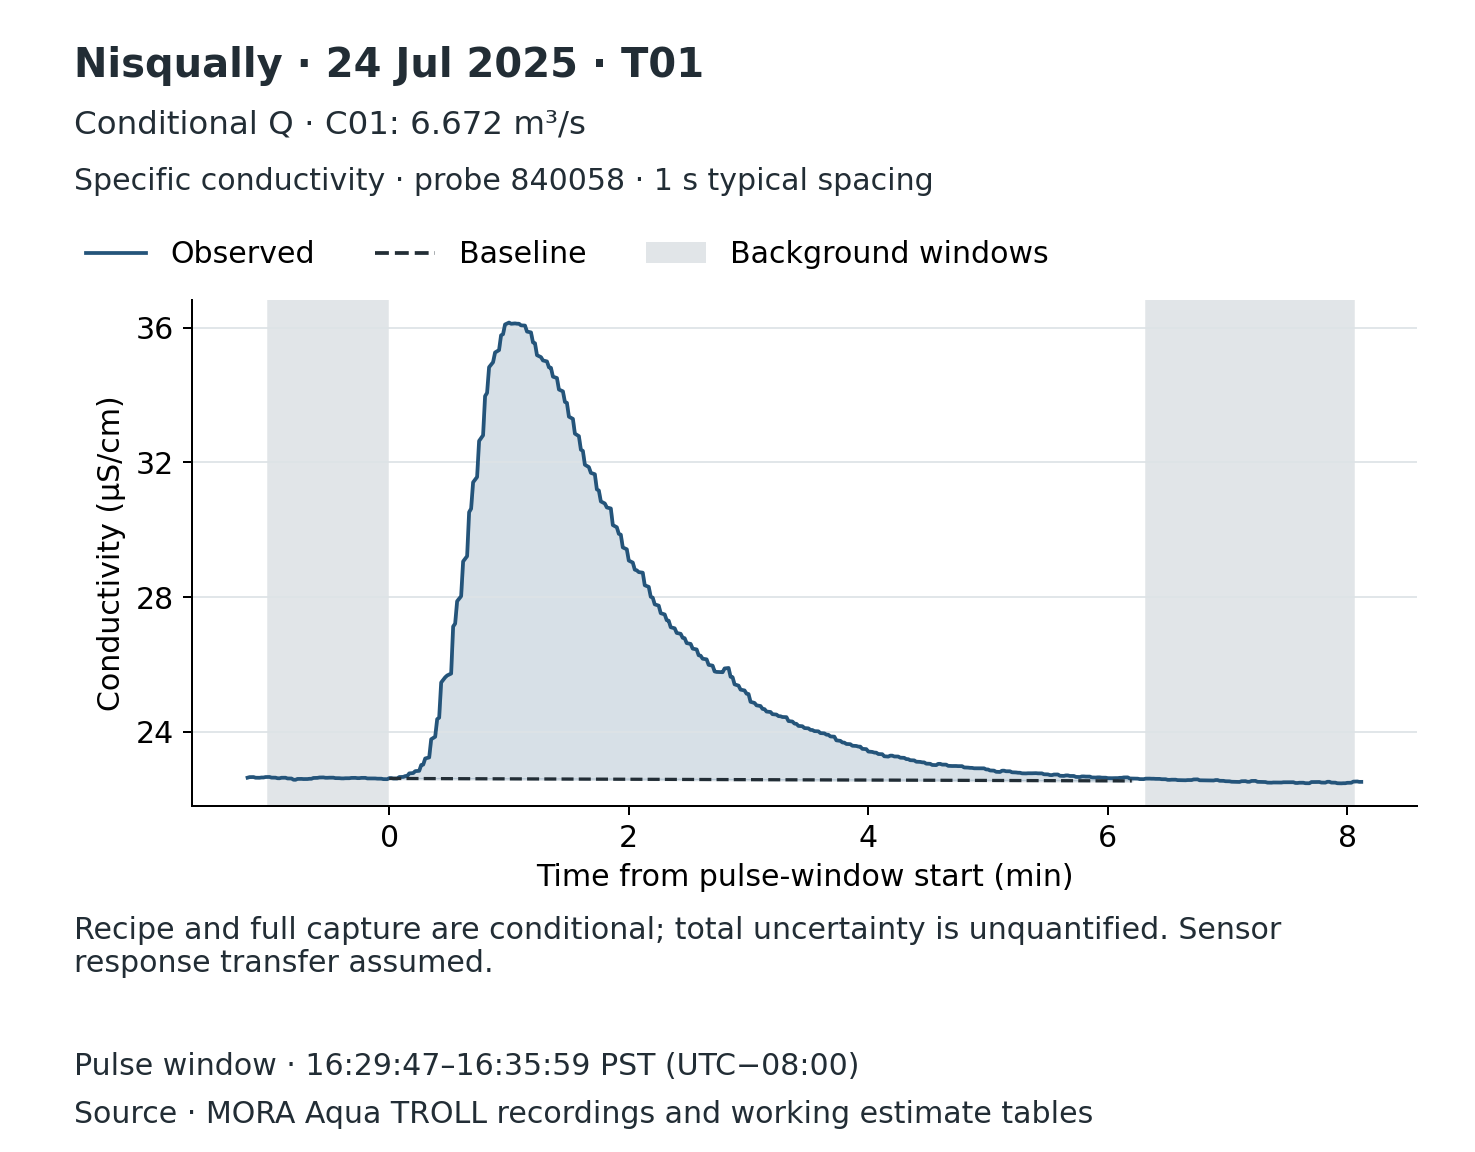 Nisqually · 24 Jul 2025 · T01
Conditional Q · C01: 6.672 m³/s
Specific conductivity · probe 840058 · 1 s typical spacing
Observed Baseline Background windows
36
32
28
24
Conductivity (µS/cm)
0 2 4 6 8
Time from pulse-window start (min)
Recipe and full capture are conditional; total uncertainty is unquantified. Sensor
response transfer assumed.
Pulse window · 16:29:47–16:35:59 PST (UTC−08:00)
Source · MORA Aqua TROLL recordings and working estimate tables